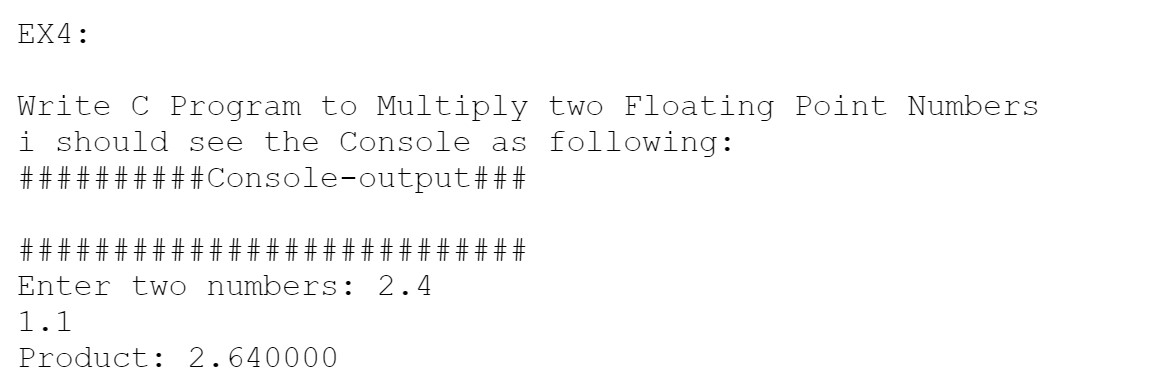 EX4:
Write C Program to Multiply two Floating Point Numbers
i should see the Console as following:
##########Console-output###
###########################
Enter two numbers: 2.4
1.1
Product: 2.640000